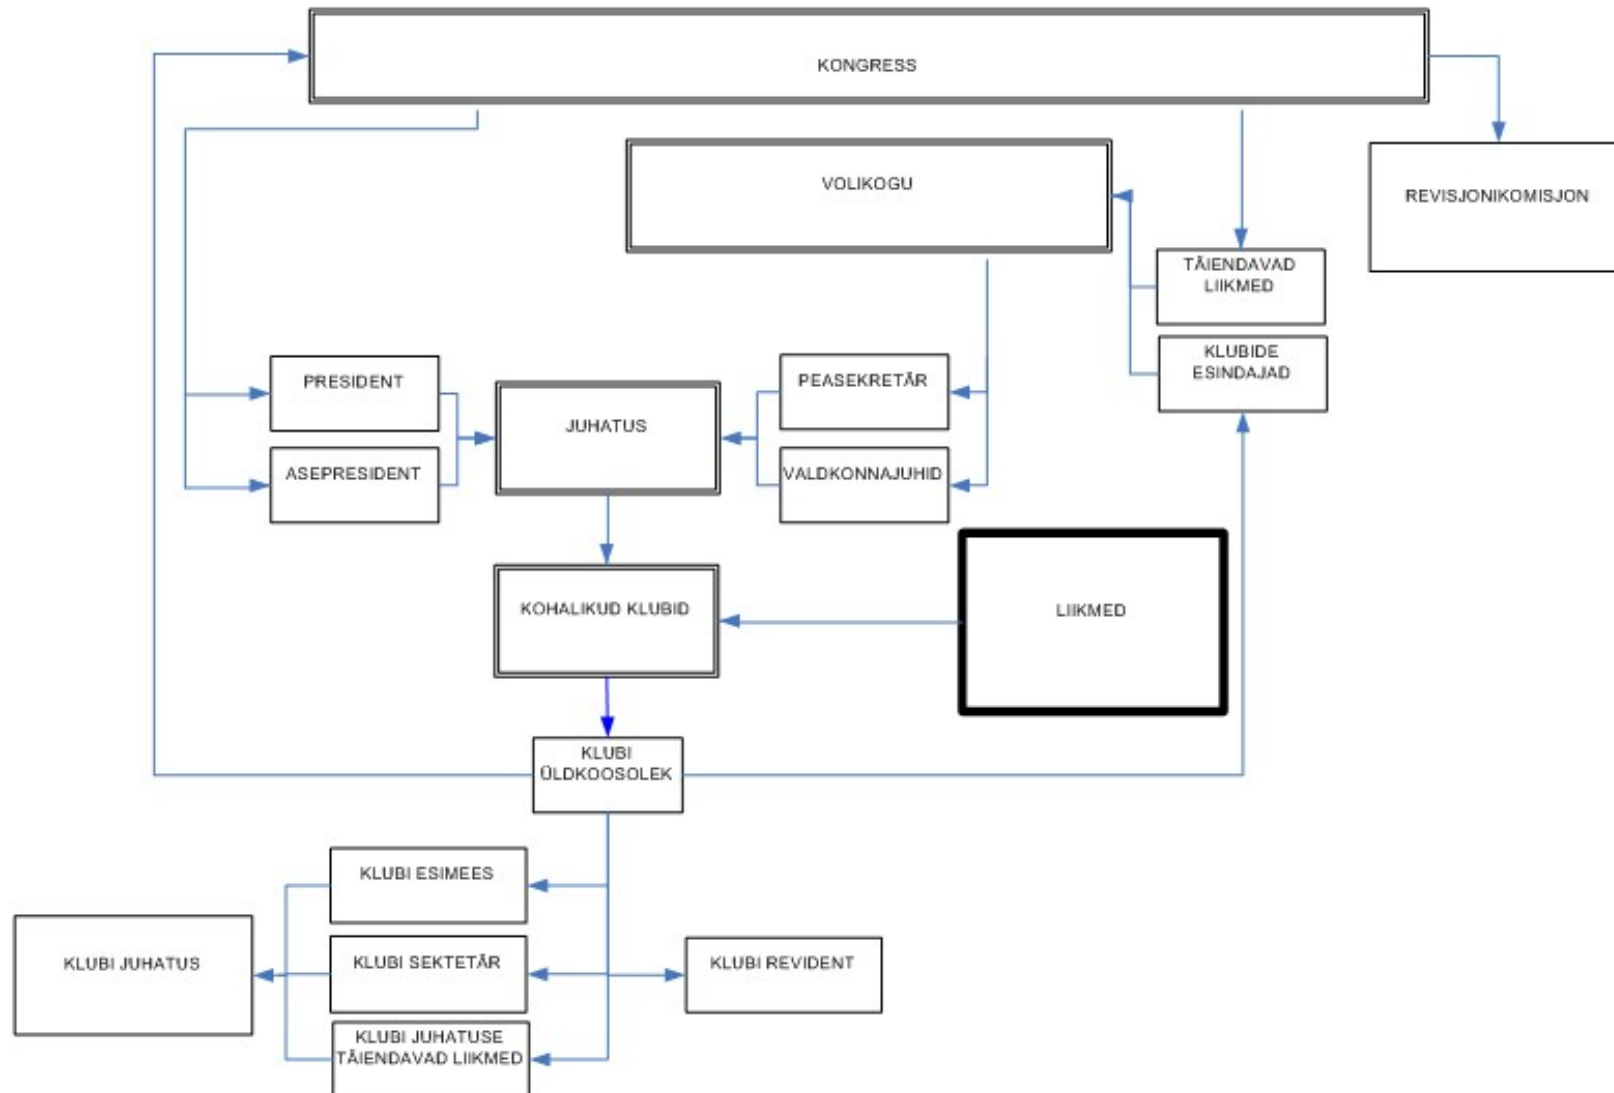 KONGRESS
VOLIKOGU
REVISJONIKOMISJON
TÄIENDAVAD
LIIKMED
KLUBIDE
ESINDAJAD
PRESIDENT
PEASEKRETÄR
JUHATUS
ASEPRESIDENT
VALDKONNAJUHID
KOHALIKUD KLUBID
LIIKMED
KLUBI
ÜLDKOOSOLEK
KLUBI ESIMEES
KLUBI JUHATUS
KLUBI SEKTETÄR
KLUBI REVIDENT
KLUBI JUHATUSE
TÄIENDAVAD LIIKMED